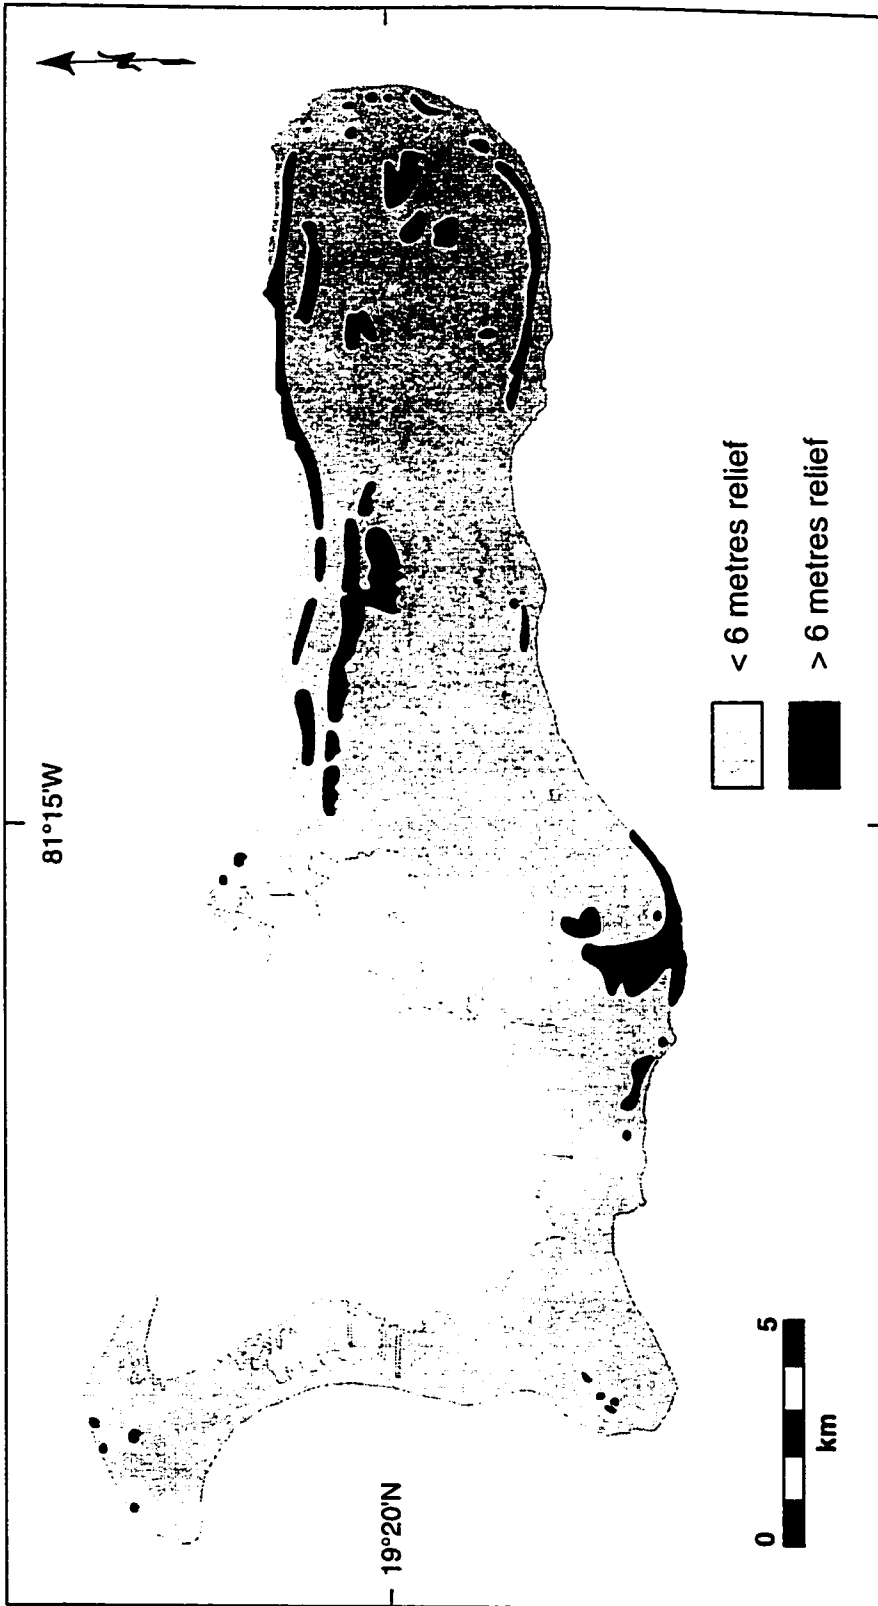 81°15'W
19°20'N
< 6 metres relief
> 6 metres relief
0 5
km